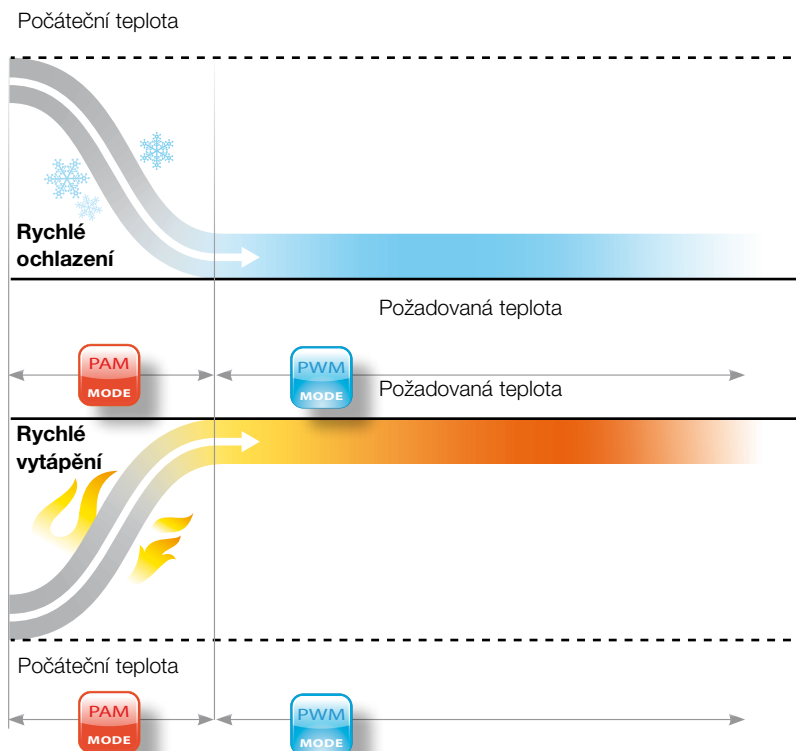 Počáteční teplota
Rychlé
ochlazení
Požadovaná teplota
PAM
MODE
PWM
MODE
Požadovaná teplota
Rychlé
vytápění
Počáteční teplota
PAM
MODE
PWM
MODE